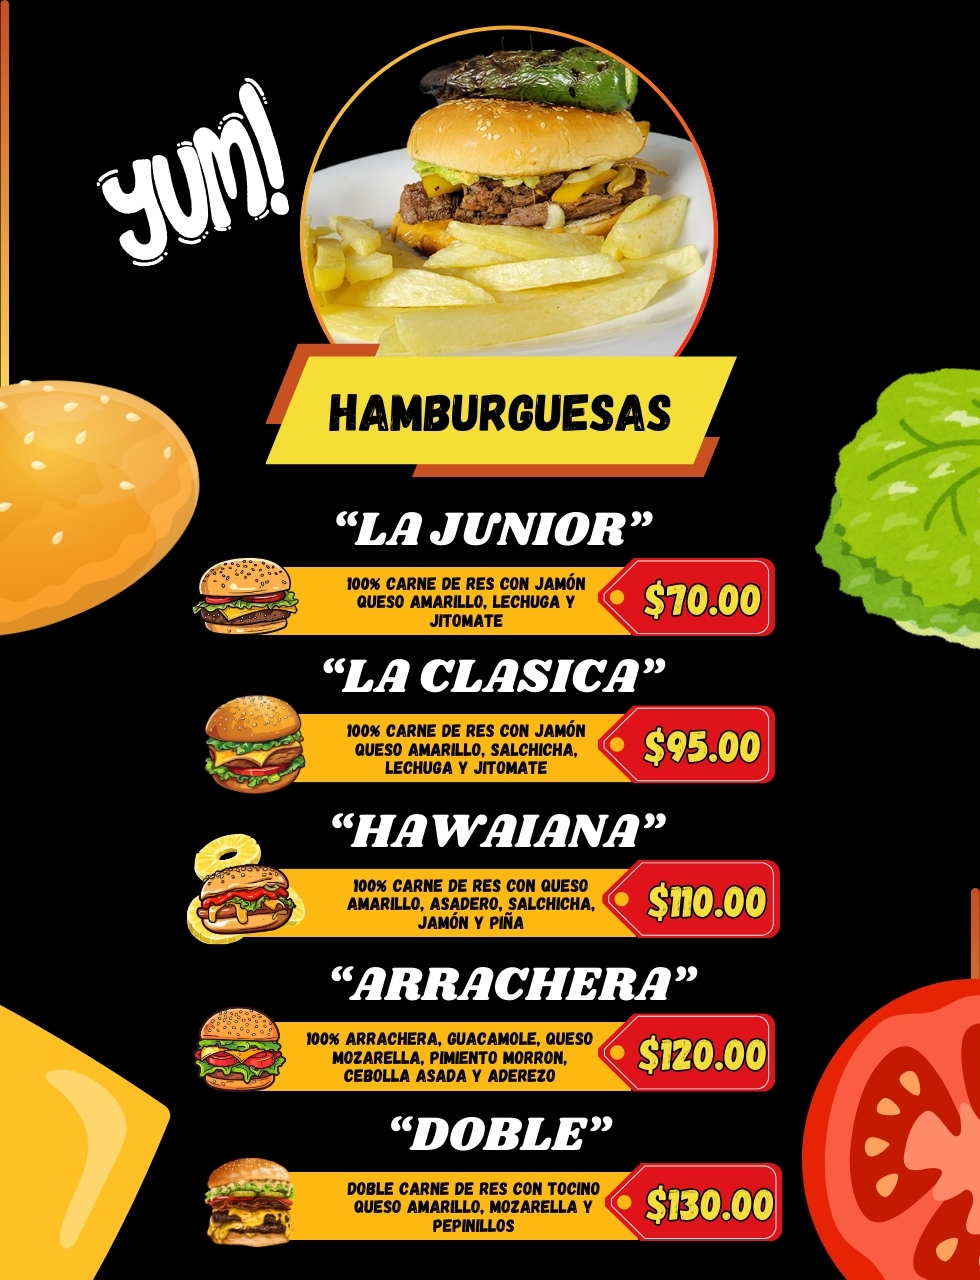 YUM!
HAMBURGUESAS
“LA JUNIOR”
100% CARNE DE RES CON JAMÓN
QUESO AMARILLO, LECHUGA Y
JITOMATE
$70.00
“LA CLASICA”
100% CARNE DE RES CON JAMÓN
QUESO AMARILLO, SALCHICHA,
LECHUGA Y JITOMATE
$95.00
“HAWAIANA”
100% CARNE DE RES CON QUESO
AMARILLO, ASADERO, SALCHICHA,
JAMÓN Y PIÑA
$110.00
“ARRACHERA”
100% ARRACHERA, GUACAMOLE, QUESO
MOZARELLA, PIMIENTO MORRON,
CEBOLLA ASADA Y ADEREZO
$120.00
“DOBLE”
DOBLE CARNE DE RES CON TOCINO
QUESO AMARILLO, MOZARELLA Y
PEPINILLOS
$130.00